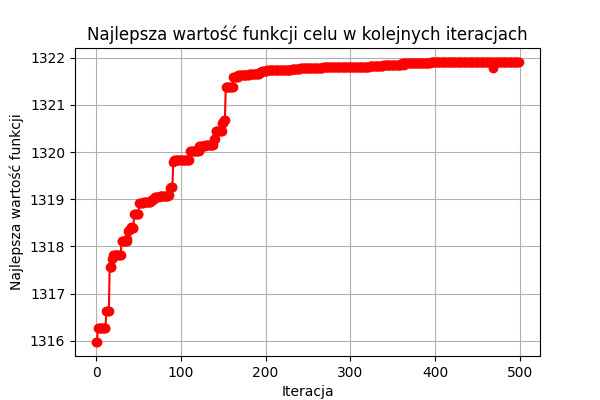 Najlepsza wartość funkcji celu w kolejnych iteracjach
1322
1321
1320
1319
1318
1317
1316
Najlepsza wartość funkcji
0 100 200 300 400 500
Iteracja